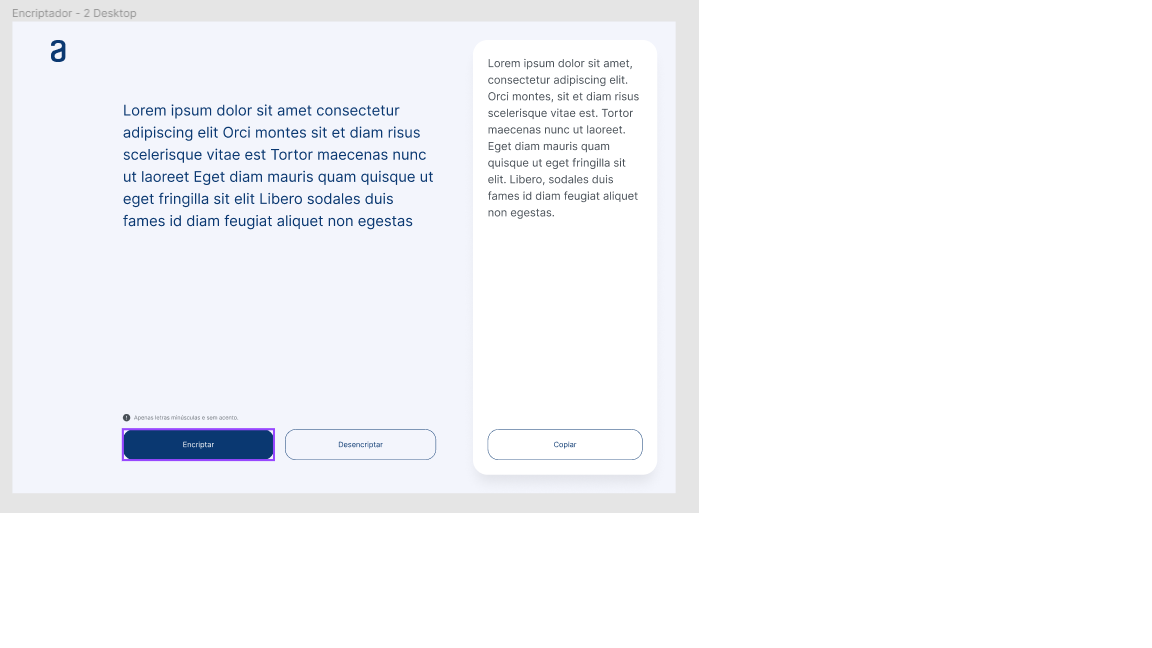 Encriptador - 2 Desktop
a
Lorem ipsum dolor sit amet consectetur
adipiscing elit Orci montes sit et diam risus
scelerisque vitae est Tortor maecenas nunc
ut laoreet Eget diam mauris quam quisque ut
eget fringilla sit elit Libero sodales duis
fames id diam feugiat aliquet non egestas
Apenas letras minúsculas e sem acento.
Encriptar
Desencriptar
Lorem ipsum dolor sit amet,
consectetur adipiscing elit.
Orci montes, sit et diam risus
scelerisque vitae est. Tortor
maecenas nunc ut laoreet.
Eget diam mauris quam
quisque ut eget fringilla sit
elit. Libero, sodales duis
fames id diam feugiat aliquet
non egestas.
Copiar